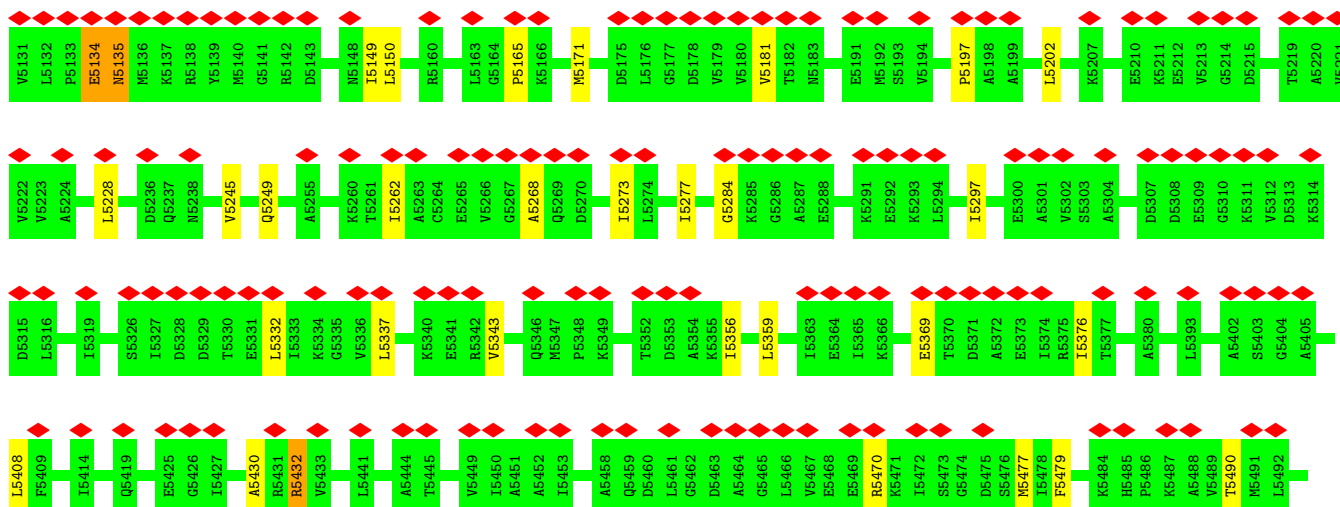 V5131 L5132 P5133 E5134 N5135 M5136 K5137 R5138 Y5139 M5140 G5141 R5142 D5143 N5148 I5149 L5150 R5160 L5163 G5164 P5165 K5166 M5171 D5175 L5176 G5177 D5178 V5179 V5180 V5181 T5182 N5183 E5191 M5192 S5193 V5194 P5197 A5198 A5199 L5202 K5207 E5210 K5211 E5212 V5213 G5214 D5215 T5219 A5220
V5222 V5223 A5224 L5228 D5236 Q5237 N5238 V5245 Q5249 A5255 K5260 T5261 I5262 A5263 C5264 E5265 V5266 G5267 A5268 Q5269 D5270 I5273 L5274 I5277 G5284 K5285 G5286 A5287 E5288 K5291 E5292 K5293 L5294 I5297 E5300 A5301 V5302 S5303 A5304 D5307 D5308 E5309 G5310 K5311 V5312 D5313 K5314
D5315 L5316 I5319 S5326 I5327 D5328 D5329 T5330 E5331 L5332 I5333 K5334 G5335 V5336 L5337 K5340 E5341 R5342 V5343 Q5346 M5347 P5348 K5349 T5352 D5353 A5354 K5355 I5356 L5359 I5363 E5364 I5365 K5366 E5369 T5370 D5371 A5372 E5373 I5374 R5375 I5376 T5377 A5380 L5393 A5402 S5403 G5404 A5405
L5408 F5409 I5414 Q5419 E5425 G5426 I5427 A5430 R5431 R5432 V5433 L5441 A5444 T5445 V5449 I5450 A5451 A5452 I5453 A5458 Q5459 D5460 L5461 G5462 D5463 A5464 G5465 L5466 V5467 E5468 E5469 R5470 K5471 I5472 S5473 G5474 D5475 S5476 M5477 I5478 F5479 K5484 H5485 P5486 K5487 A5488 V5489 T5490 M5491 L5492